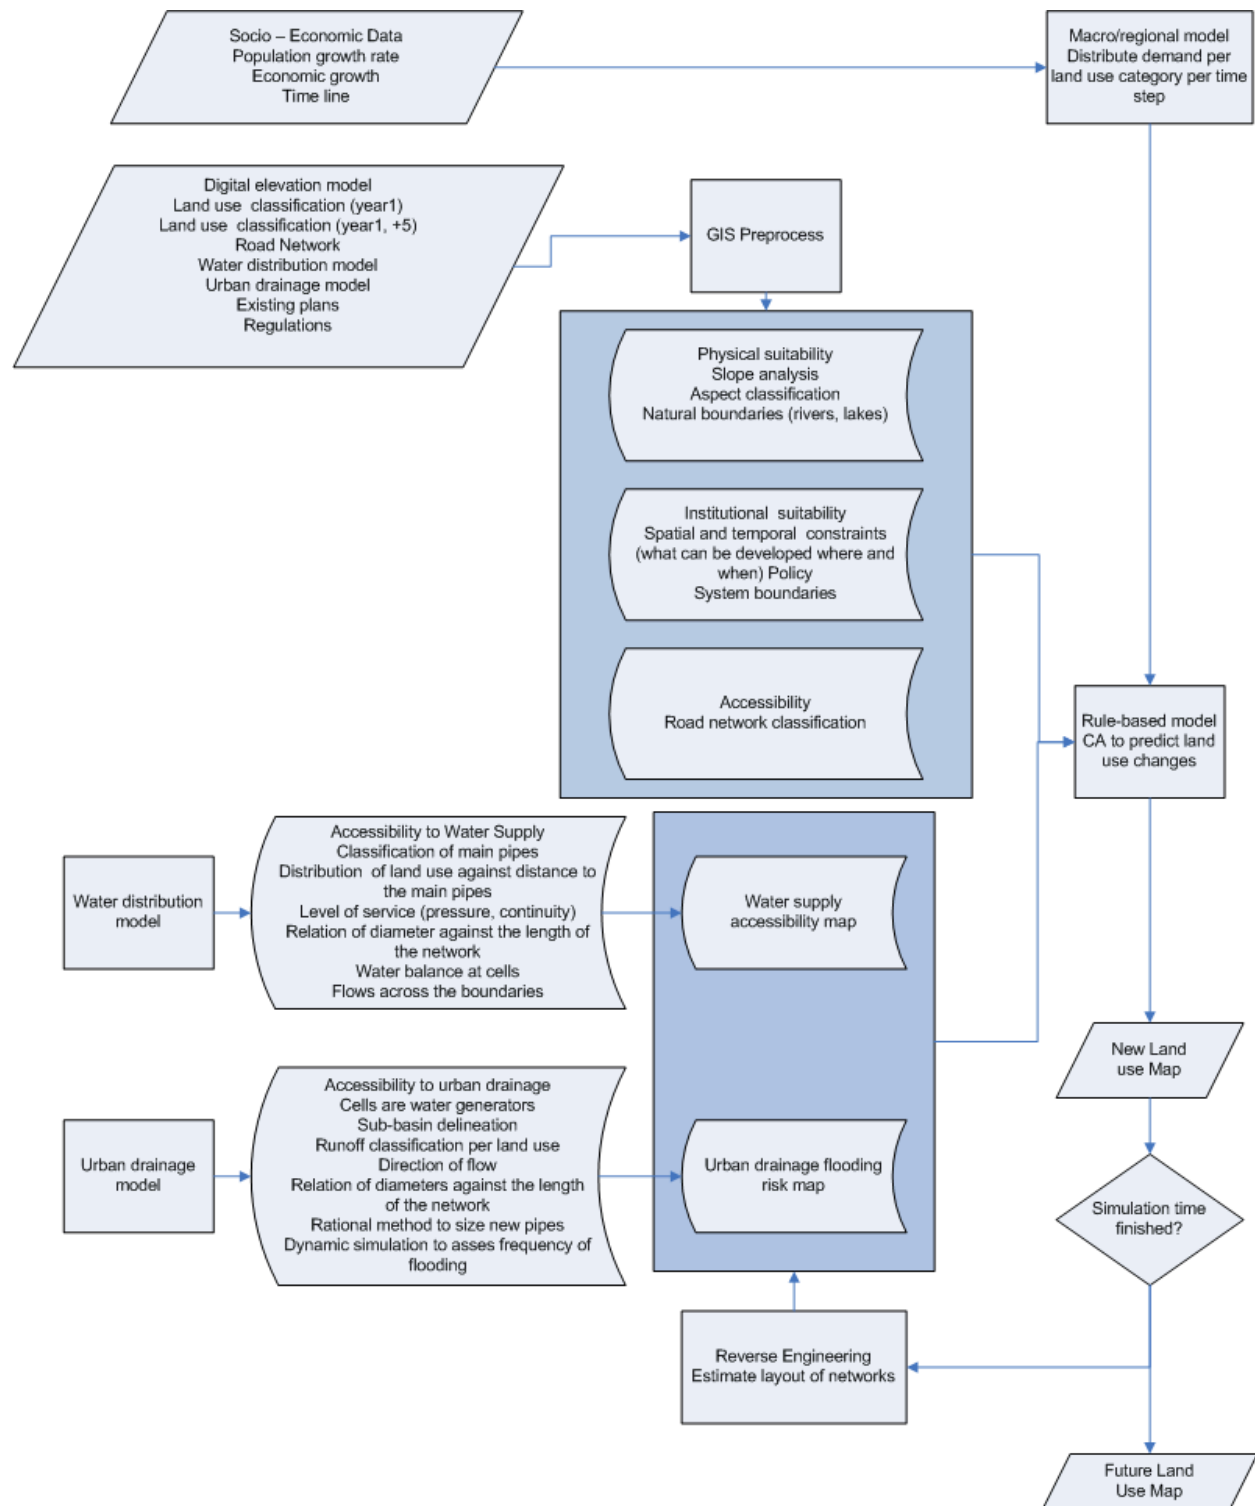 Socio – Economic Data
Population growth rate
Economic growth
Time line
Macro/regional model
Distribute demand per
land use category per time
step
Digital elevation model
Land use classification (year1)
Land use classification (year1, +5)
Road Network
Water distribution model
Urban drainage model
Existing plans
Regulations
GIS Preprocess
Physical suitability
Slope analysis
Aspect classification
Natural boundaries (rivers, lakes)
Institutional suitability
Spatial and temporal constraints
(what can be developed where and
when) Policy
System boundaries
Accessibility
Road network classification
Rule-based model
CA to predict land
use changes
Water distribution
model
Accessibility to Water Supply
Classification of main pipes
Distribution of land use against distance to
the main pipes
Level of service (pressure, continuity)
Relation of diameter against the length of
the network
Water balance at cells
Flows across the boundaries
Water supply
accessibility map
New Land
use Map
Urban drainage
model
Accessibility to urban drainage
Cells are water generators
Sub-basin delineation
Runoff classification per land use
Direction of flow
Relation of diameters against the length
of the network
Rational method to size new pipes
Dynamic simulation to asses frequency of
flooding
Urban drainage flooding
risk map
Simulation time
finished?
Reverse Engineering
Estimate layout of networks
Future Land
Use Map